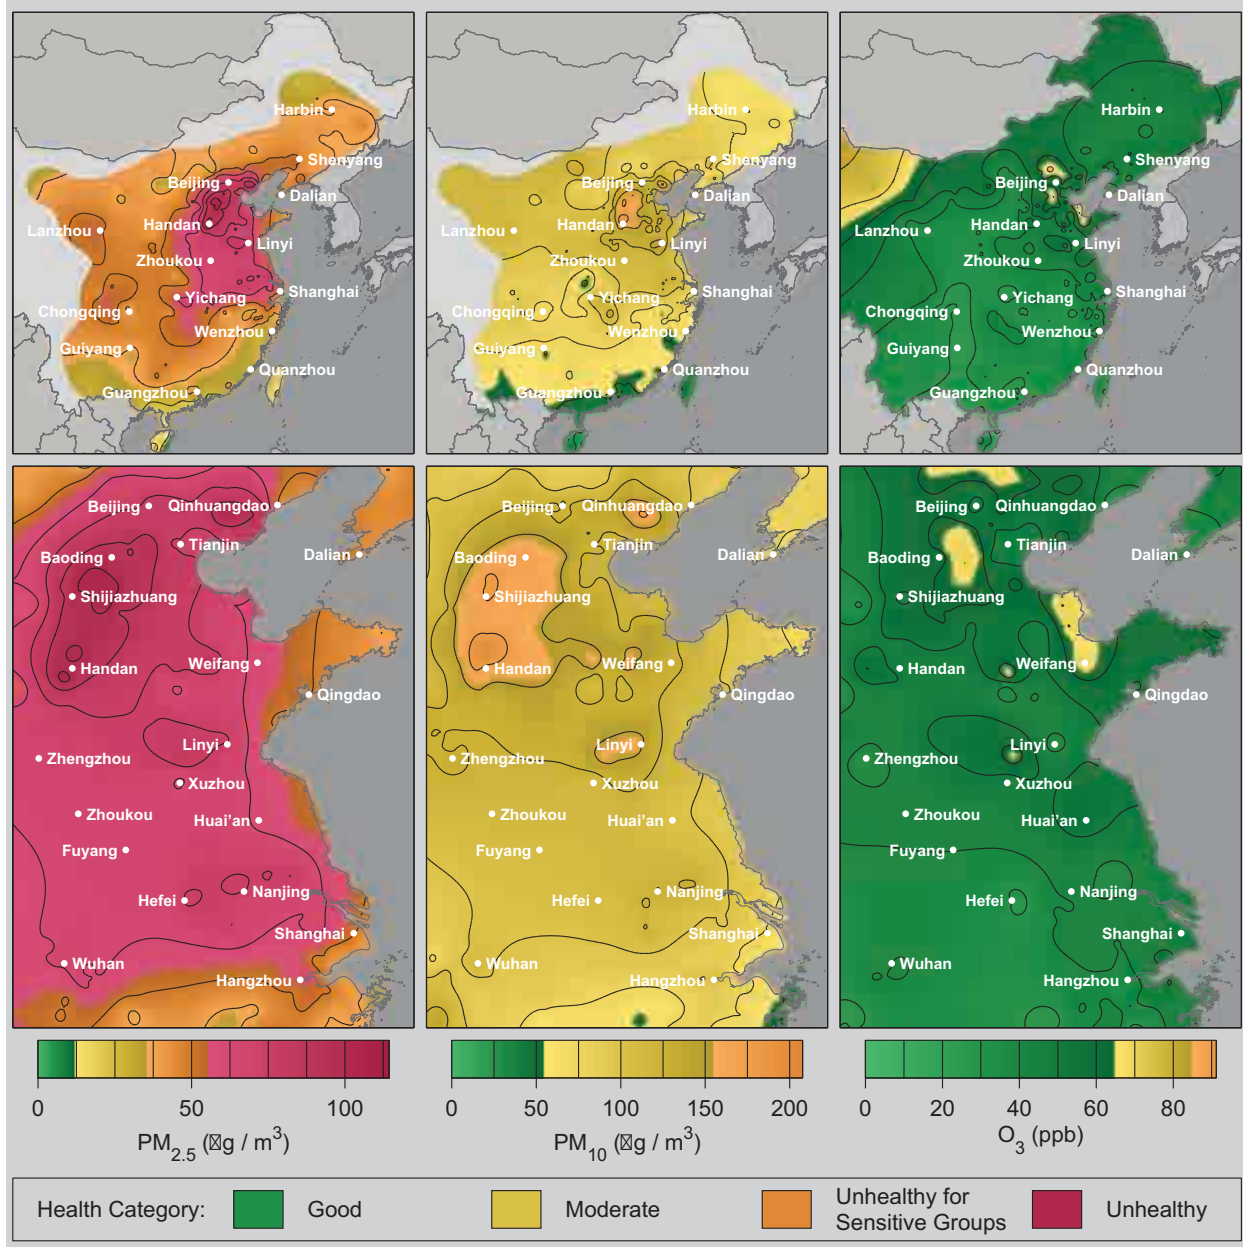 Harbin
Shenyang
Beijing
Dalian
Handan
Lanzhou
Linyi
Zhoukou
Yichang
Shanghai
Chongqing
Wenzhou
Guiyang
Quanzhou
Guangzhou
Harbin
Shenyang
Beijing
Dalian
Handan
Lanzhou
Linyi
Zhoukou
Yichang
Shanghai
Chongqing
Wenzhou
Guiyang
Quanzhou
Guangzhou
Harbin
Shenyang
Beijing
Dalian
Handan
Lanzhou
Linyi
Zhoukou
Yichang
Shanghai
Chongqing
Wenzhou
Guiyang
Quanzhou
Guangzhou
Beijing
Qinhuangdao
Tianjin
Baoding
Dalian
Shijiazhuang
Handan
Weifang
Qingdao
Linyi
Zhengzhou
Xuzhou
Zhoukou
Huai'an
Fuyang
Nanjing
Hefei
Shanghai
Wuhan
Hangzhou
Beijing
Qinhuangdao
Tianjin
Baoding
Dalian
Shijiazhuang
Handan
Weifang
Qingdao
Linyi
Zhengzhou
Xuzhou
Zhoukou
Huai'an
Fuyang
Nanjing
Hefei
Shanghai
Wuhan
Hangzhou
Beijing
Qinhuangdao
Tianjin
Baoding
Dalian
Shijiazhuang
Handan
Weifang
Qingdao
Linyi
Zhengzhou
Xuzhou
Zhoukou
Huai'an
Fuyang
Nanjing
Hefei
Shanghai
Wuhan
Hangzhou
0 50 100
PM2.5 (□g / m3)
0 50 100 150 200
PM10 (□g / m3)
0 20 40 60 80
O3 (ppb)
Health Category: Good Moderate Unhealthy for
Sensitive Groups Unhealthy